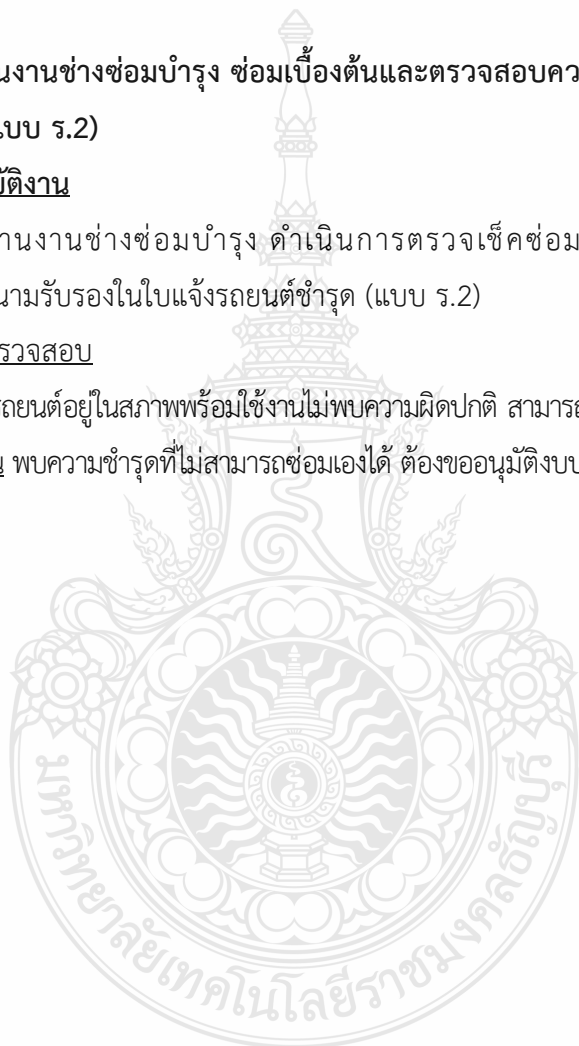 นงานช่างซ่อมบำรุง ซ่อมเบื้องต้นและตรวจสอบคว
บบ ร.2)
บัติงาน
านงานช่างซ่อมบำรุง ดำเนินการตรวจเช็คซ่อม
นามรับรองในใบแจ้งรถยนต์ชำรุด (แบบ ร.2)
รวจสอบ
รถยนต์อยู่ในสภาพพร้อมใช้งานไม่พบความผิดปกติ สามารถ
น พบความชำรุดที่ไม่สามารถซ่อมเองได้ ต้องขออนุมัติงบป
มหาวิทยาลัยเทคโนโลยีราชมงคลธัญบุรี